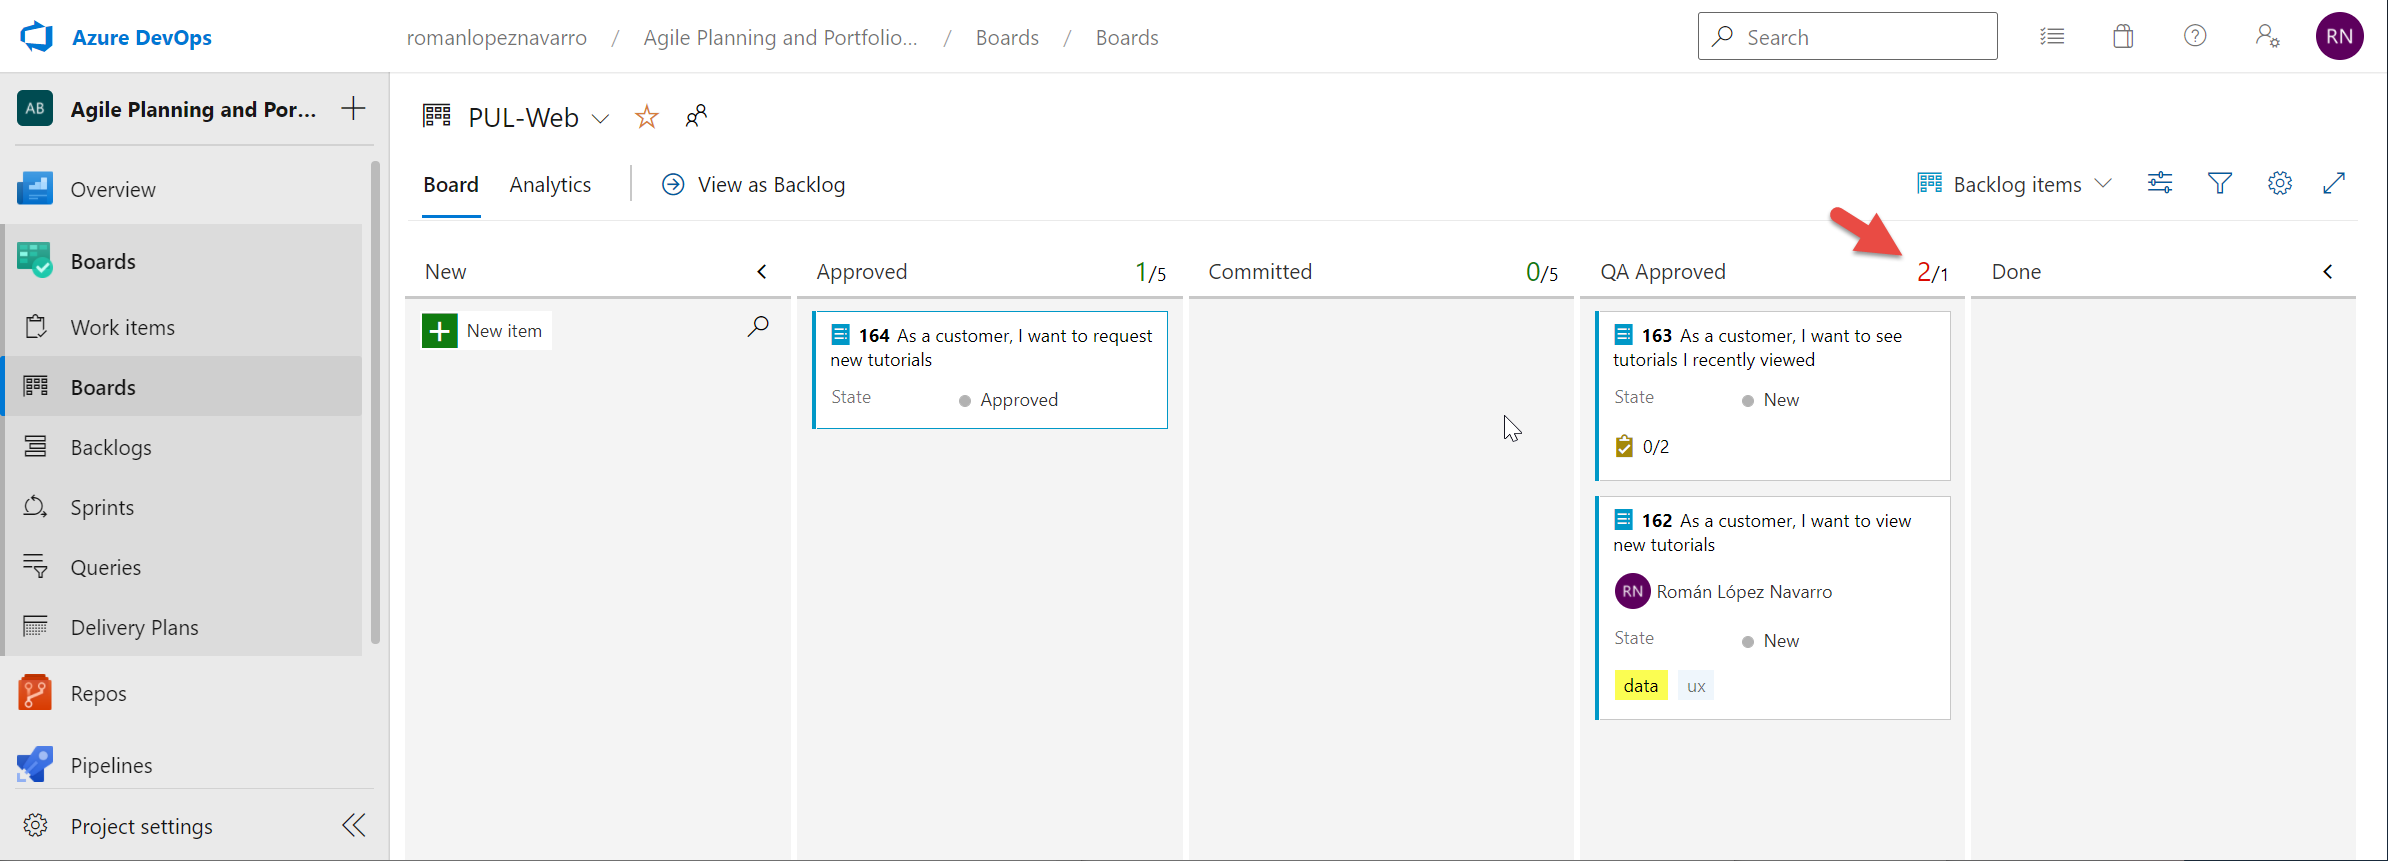 Azure DevOps
romanlopeznavarro / Agile Planning and Portfolio... / Boards / Boards
Search
RN
AB
Agile Planning and Por...
Overview
Boards
Work items
Boards
Backlogs
Sprints
Queries
Delivery Plans
Repos
Pipelines
Project settings
PUL-Web
Board
Analytics
View as Backlog
Backlog items
New
New item
Approved
1/5
164 As a customer, I want to request
new tutorials
State
Approved
Committed
0/5
QA Approved
2/1
163 As a customer, I want to see
tutorials I recently viewed
State
New
0/2
162 As a customer, I want to view
new tutorials
RN
Román López Navarro
State
New
data
ux
Done